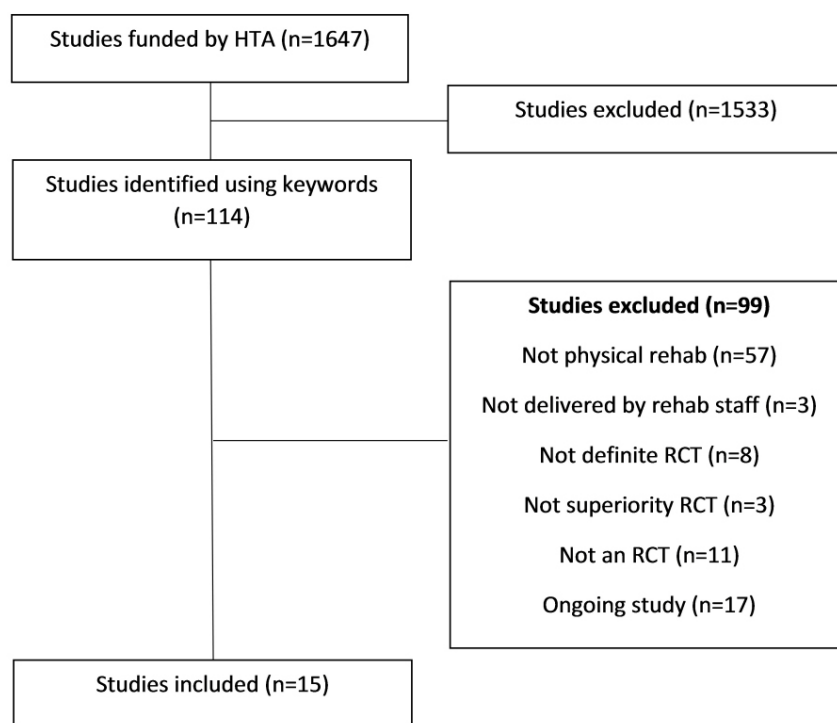 Studies funded by HTA (n=1647)
Studies excluded (n=1533)
Studies identified using keywords
(n=114)
Studies excluded (n=99)
Not physical rehab (n=57)
Not delivered by rehab staff (n=3)
Not definite RCT (n=8)
Not superiority RCT (n=3)
Not an RCT (n=11)
Ongoing study (n=17)
Studies included (n=15)